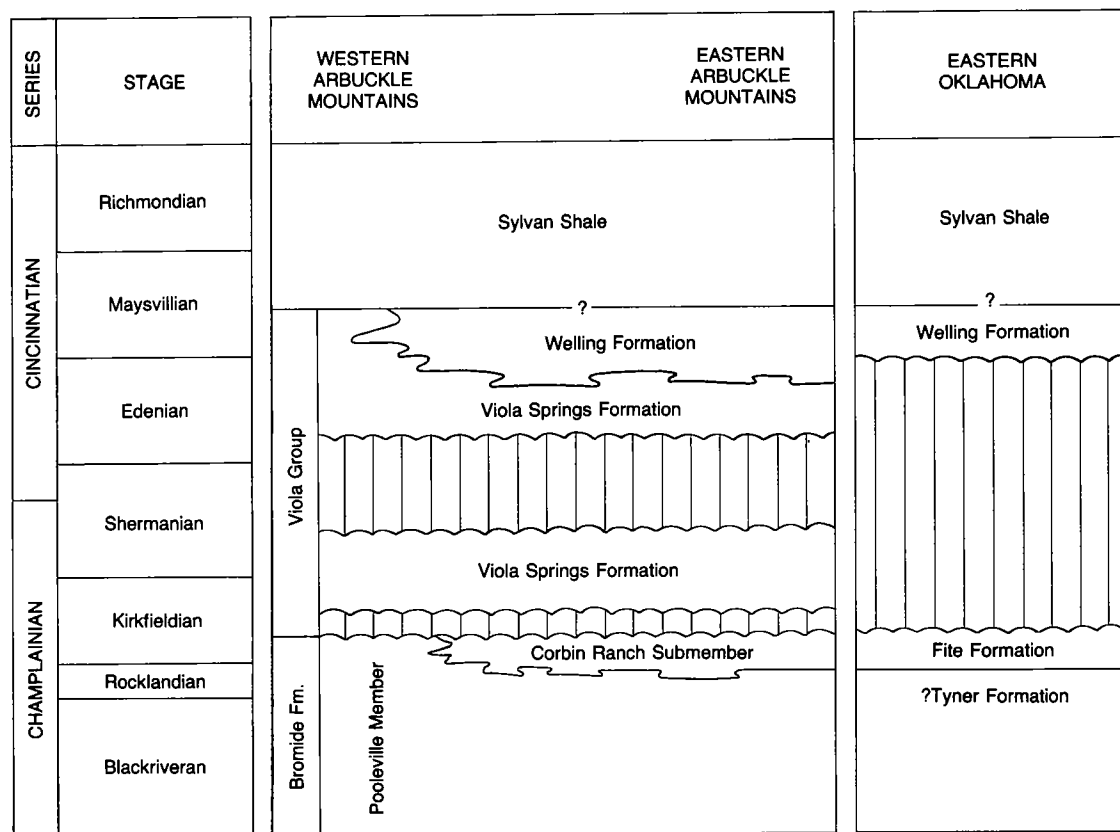 SERIES
STAGE
WESTERN
ARBUCKLE
MOUNTAINS
EASTERN
ARBUCKLE
MOUNTAINS
EASTERN
OKLAHOMA
CINCINNATIAN
CHAMPLAINIAN
Richmondian
Maysvillian
Edenian
Shermanian
Kirkfieldian
Rocklandian
Blackriveran
Sylvan Shale
?
Viola Group
Welling Formation
Viola Springs Formation
Viola Springs Formation
Bromide Fm.
Pooleville Member
Corbin Ranch Submember
Sylvan Shale
?
Welling Formation
Fite Formation
?Tyner Formation